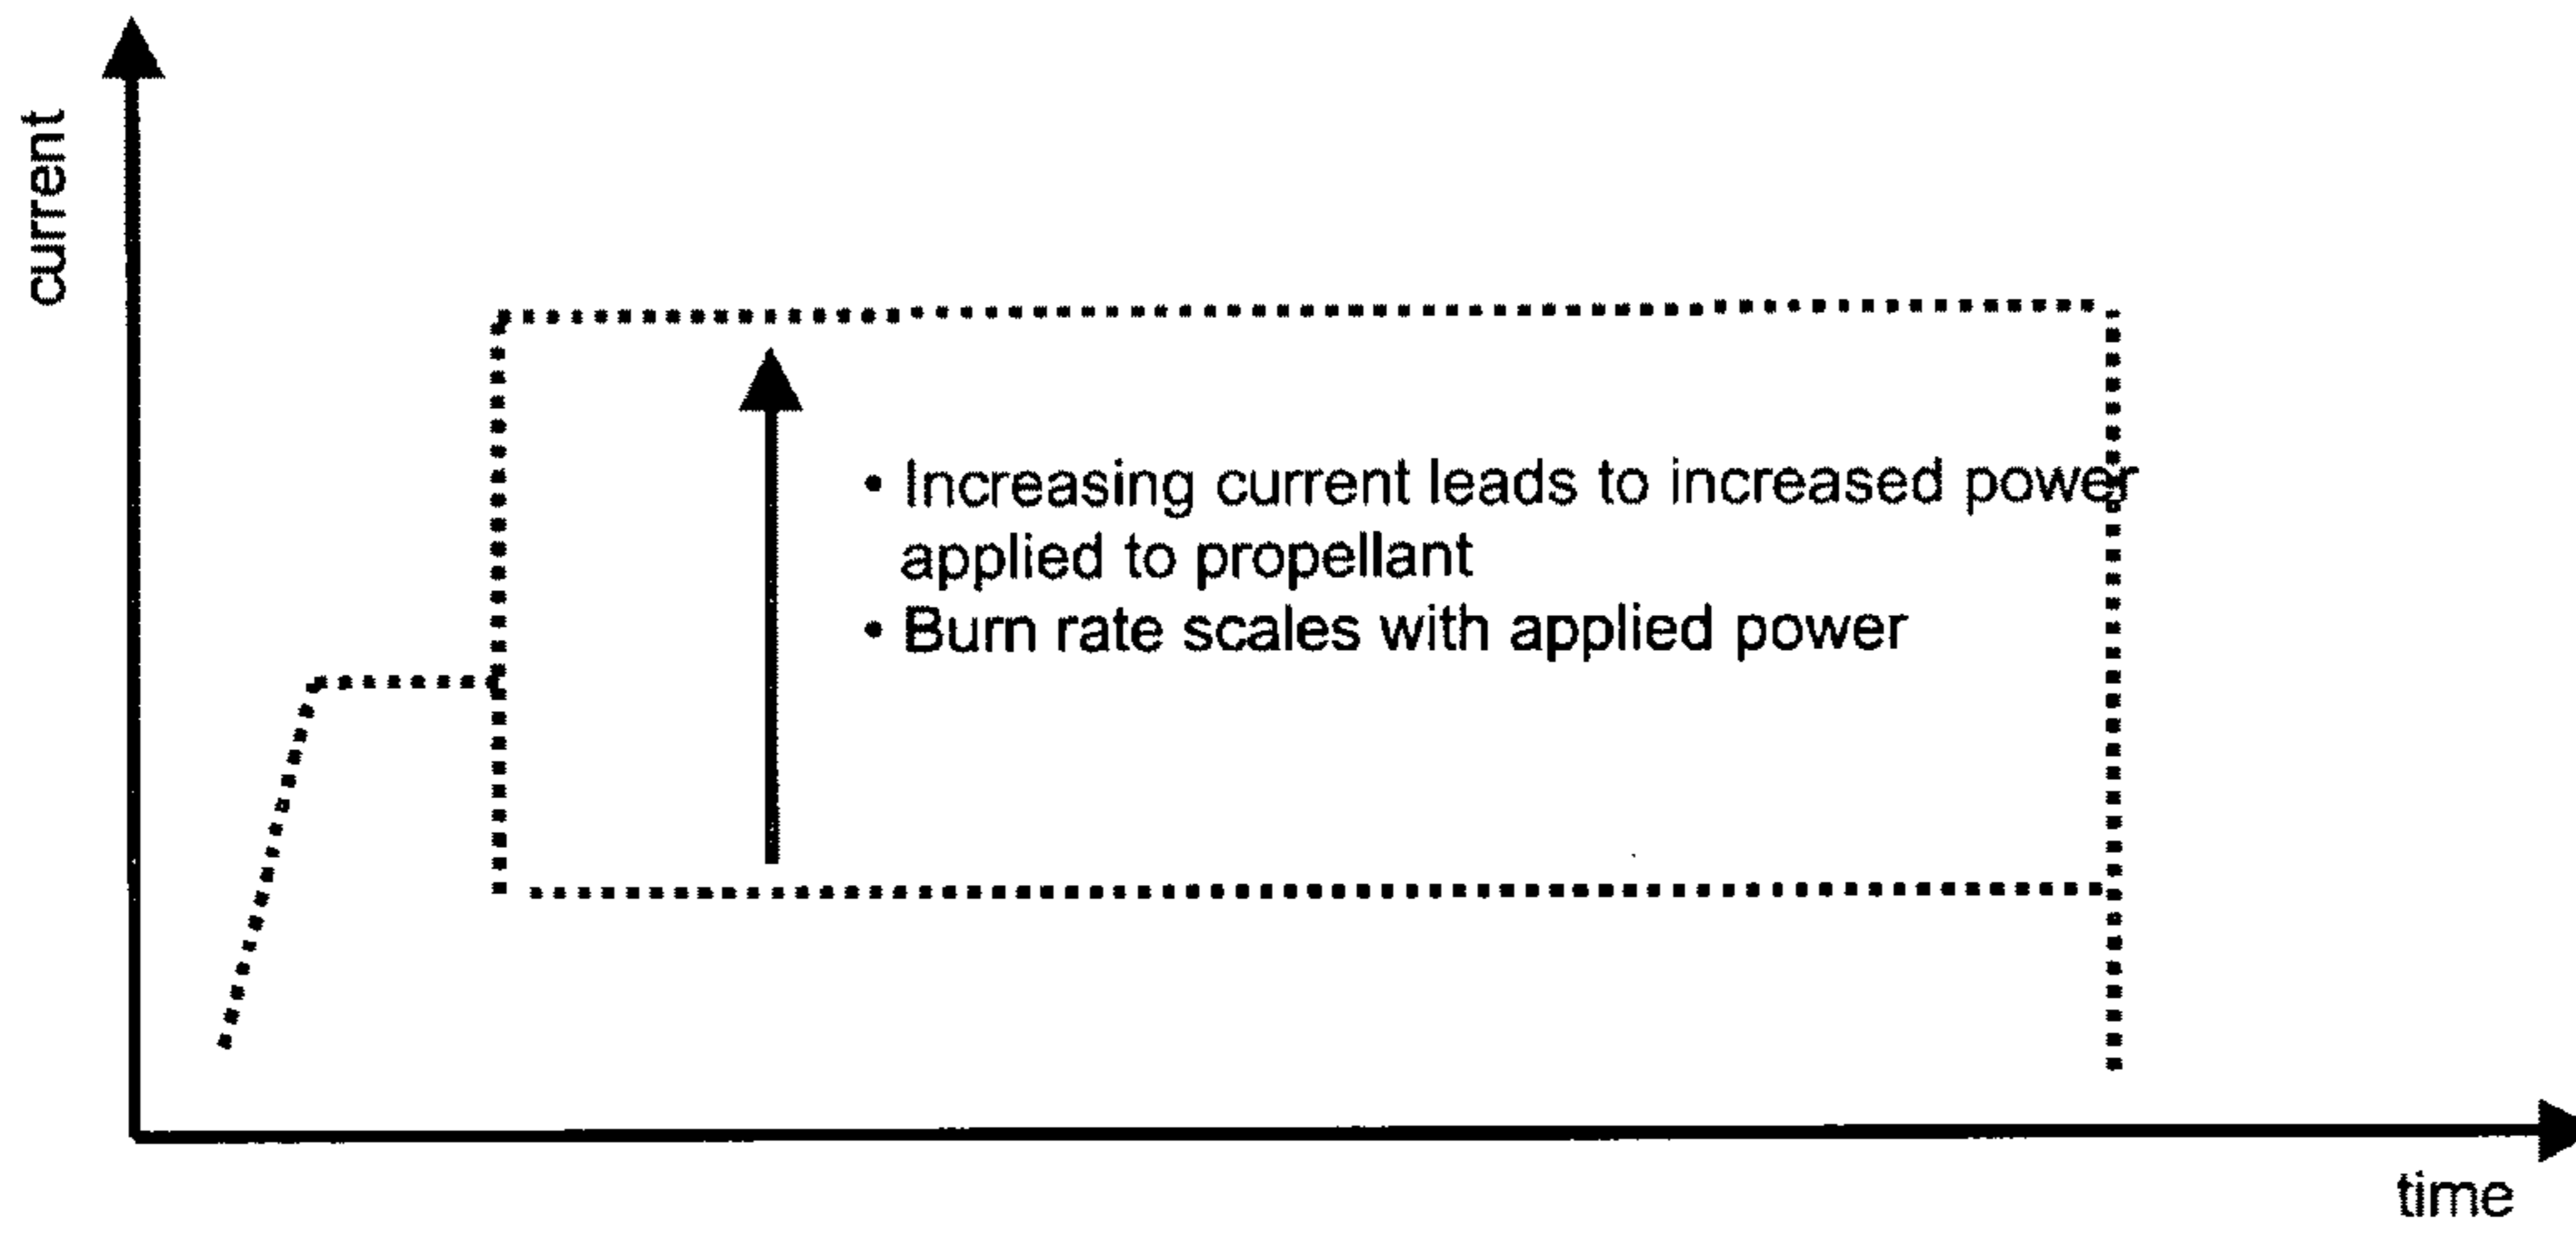 current
• Increasing current leads to increased power
applied to propellant
• Burn rate scales with applied power
time